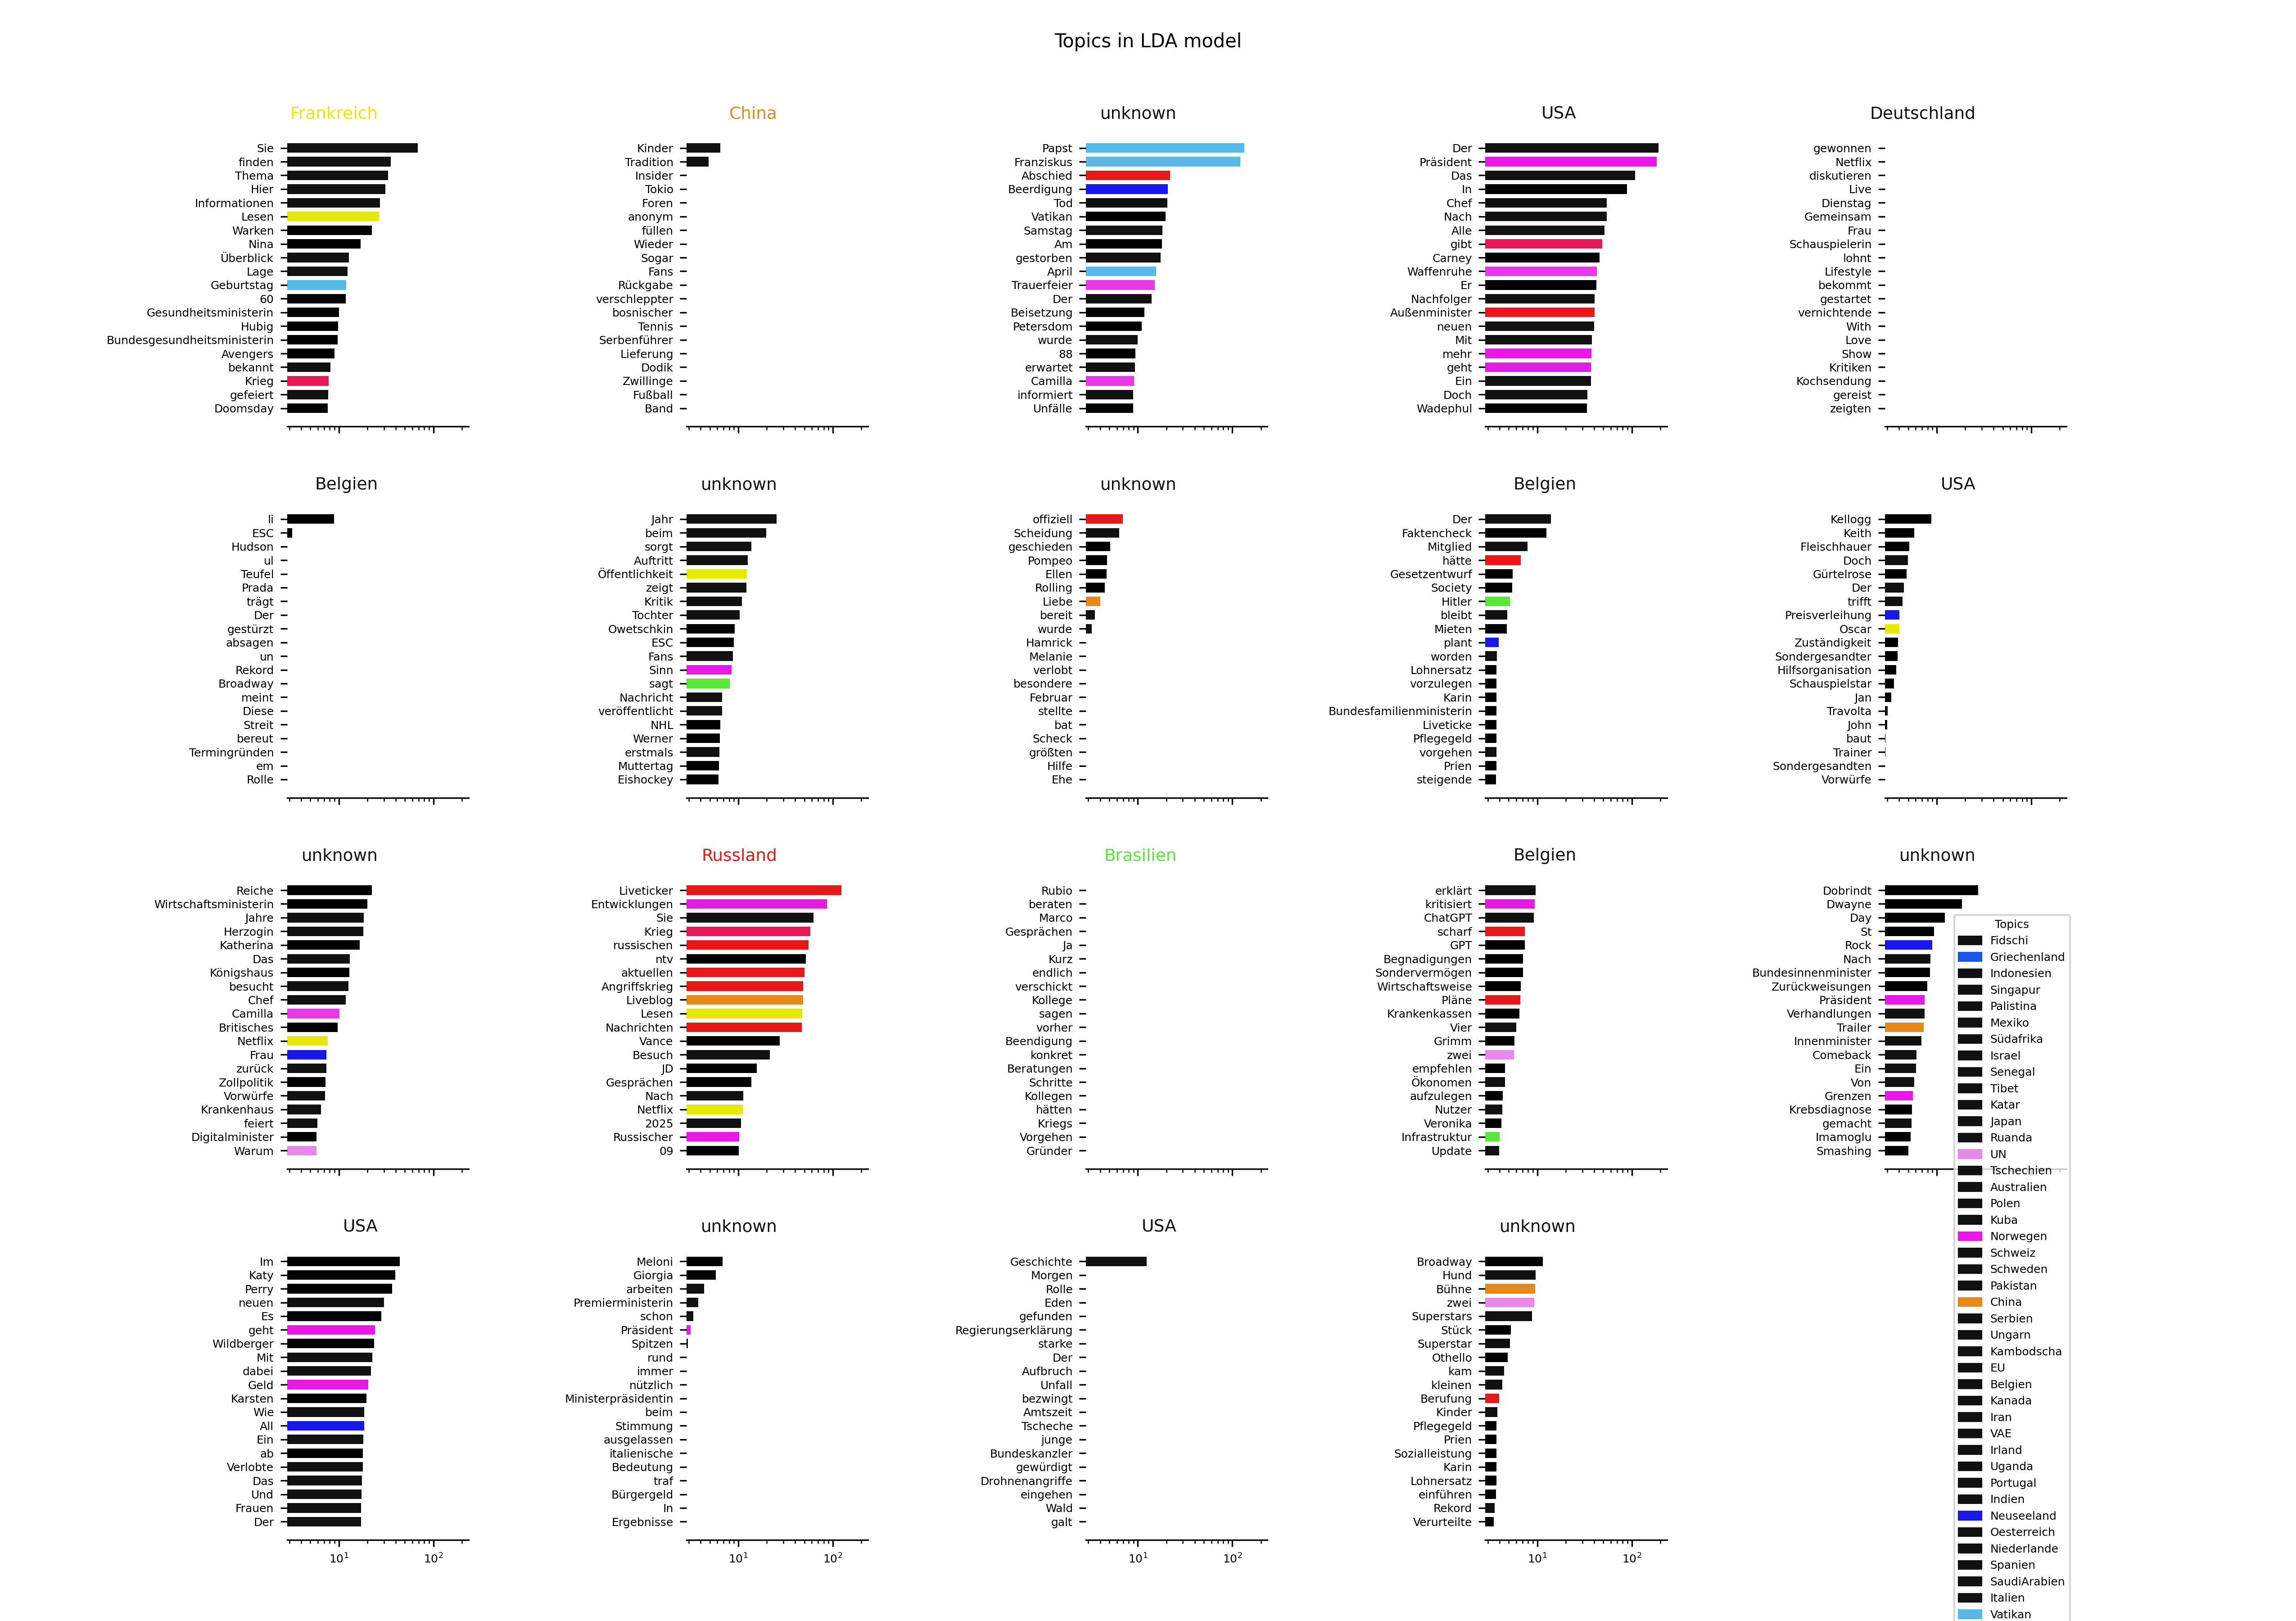 Topics in LDA model
Frankreich
Sie
finden
Thema
Hier
Informationen
Lesen
Warken
Nina
Überblick
Lage
Geburtstag
60
Gesundheitsministerin
Hubig
Bundesgesundheitsministerin
Avengers
bekannt
Krieg
gefeiert
Doomsday
China
Kinder
Tradition
Insider
Tokio
Foren
anonym
füllen
Wieder
Sogar
Fans
Rückgabe
verschleppter
bosnischer
Tennis
Serbenführer
Lieferung
Dodik
Zwillinge
Fußball
Band
unknown
Papst
Franziskus
Abschied
Beerdigung
Tod
Vatikan
Samstag
Am
gestorben
April
Trauerfeier
Der
Beisetzung
Petersdom
wurde
88
erwartet
Camilla
informiert
Unfälle
USA
Der
Präsident
Das
In
Chef
Nach
Alle
gibt
Carney
Waffenruhe
Er
Nachfolger
Außenminister
neuen
Mit
mehr
geht
Ein
Doch
Wadephul
Deutschland
gewonnen
Netflix
diskutieren
Live
Dienstag
Gemeinsam
Frau
Schauspielerin
lohnt
Lifestyle
bekommt
gestartet
vernichtende
With
Love
Show
Kritiken
Kochsendung
gereist
zeigten
Belgien
li
ESC
Hudson
ul
Teufel
Prada
trägt
Der
gestürzt
absagen
un
Rekord
Broadway
meint
Diese
Streit
bereut
Termingründen
em
Rolle
unknown
Jahr
beim
sorgt
Auftritt
Öffentlichkeit
zeigt
Kritik
Tochter
Owetschkin
ESC
Fans
Sinn
sagt
Nachricht
veröffentlicht
NHL
Werner
erstmals
Muttertag
Eishockey
unknown
offiziell
Scheidung
geschieden
Pompeo
Ellen
Rolling
Liebe
bereit
wurde
Hamrick
Melanie
verlobt
besondere
Februar
stellte
bat
Scheck
größten
Hilfe
Ehe
Belgien
Der
Faktencheck
Mitglied
hätte
Gesetzentwurf
Society
Hitler
bleibt
Mieten
plant
worden
Lohnersatz
vorzulegen
Karin
Bundesfamilienministerin
Liveticke
Pflegegeld
vorgehen
Prien
steigende
USA
Kellogg
Keith
Fleischhauer
Doch
Gürtelrose
Der
trifft
Preisverleihung
Oscar
Zuständigkeit
Sondergesandter
Hilfsorganisation
Schauspielstar
Jan
Travolta
John
baut
Trainer
Sondergesandten
Vorwürfe
unknown
Reiche
Wirtschaftsministerin
Jahre
Herzogin
Katherina
Das
Königshaus
besucht
Chef
Camilla
Britisches
Netflix
Frau
zurück
Zollpolitik
Vorwürfe
Krankenhaus
feiert
Digitalminister
Warum
Russland
Liveticker
Entwicklungen
Sie
Krieg
russischen
ntv
aktuellen
Angriffskrieg
Liveblog
Lesen
Nachrichten
Vance
Besuch
JD
Gesprächen
Nach
Netflix
2025
Russischer
09
Brasilien
Rubio
beraten
Marco
Gesprächen
Ja
Kurz
endlich
verschickt
Kollege
sagen
vorher
Beendigung
konkret
Beratungen
Schritte
Kollegen
hätten
Kriegs
Vorgehen
Gründer
Belgien
erklärt
kritisiert
ChatGPT
scharf
GPT
Begnadigungen
Sondervermögen
Wirtschaftsweise
Pläne
Krankenkassen
Vier
Grimm
zwei
empfehlen
Ökonomen
aufzulegen
Nutzer
Veronika
Infrastruktur
Update
unknown
Dobrindt
Dwayne
Day
St
Rock
Nach
Bundesinnenminister
Zurückweisungen
Präsident
Verhandlungen
Trailer
Innenminister
Comeback
Ein
Von
Grenzen
Krebsdiagnose
gemacht
Imamoglu
Smashing
USA
Im
Katy
Perry
neuen
Es
geht
Wildberger
Mit
dabei
Geld
Karsten
Wie
All
Ein
ab
Verlobte
Das
Und
Frauen
Der
10¹ 10²
unknown
Meloni
Giorgia
arbeiten
Premierministerin
schon
Präsident
Spitzen
rund
immer
nützlich
Ministerpräsidentin
beim
Stimmung
ausgelassen
italienische
Bedeutung
traf
Bürgergeld
In
Ergebnisse
10¹ 10²
USA
Geschichte
Morgen
Rolle
Eden
gefunden
Regierungserklärung
starke
Der
Aufbruch
Unfall
bezwingt
Amtszeit
Tscheche
junge
Bundeskanzler
gewürdigt
Drohnenangriffe
eingehen
Wald
galt
10¹ 10²
unknown
Broadway
Hund
Bühne
zwei
Superstars
Stück
Superstar
Othello
kam
kleinen
Berufung
Kinder
Pflegegeld
Prien
Sozialleistung
Karin
Lohnersatz
einführen
Rekord
Verurteilte
10¹ 10²
Topics
Fidschi
Griechenland
Indonesien
Singapur
Palistina
Mexiko
Südafrika
Israel
Senegal
Tibet
Katar
Japan
Ruanda
UN
Tschechien
Australien
Polen
Kuba
Norwegen
Schweiz
Schweden
Pakistan
China
Serbien
Ungarn
Kambodscha
EU
Belgien
Kanada
Iran
VAE
Irland
Uganda
Portugal
Indien
Neuseeland
Oesterreich
Niederlande
Spanien
SaudiArabien
Italien
Vatikan